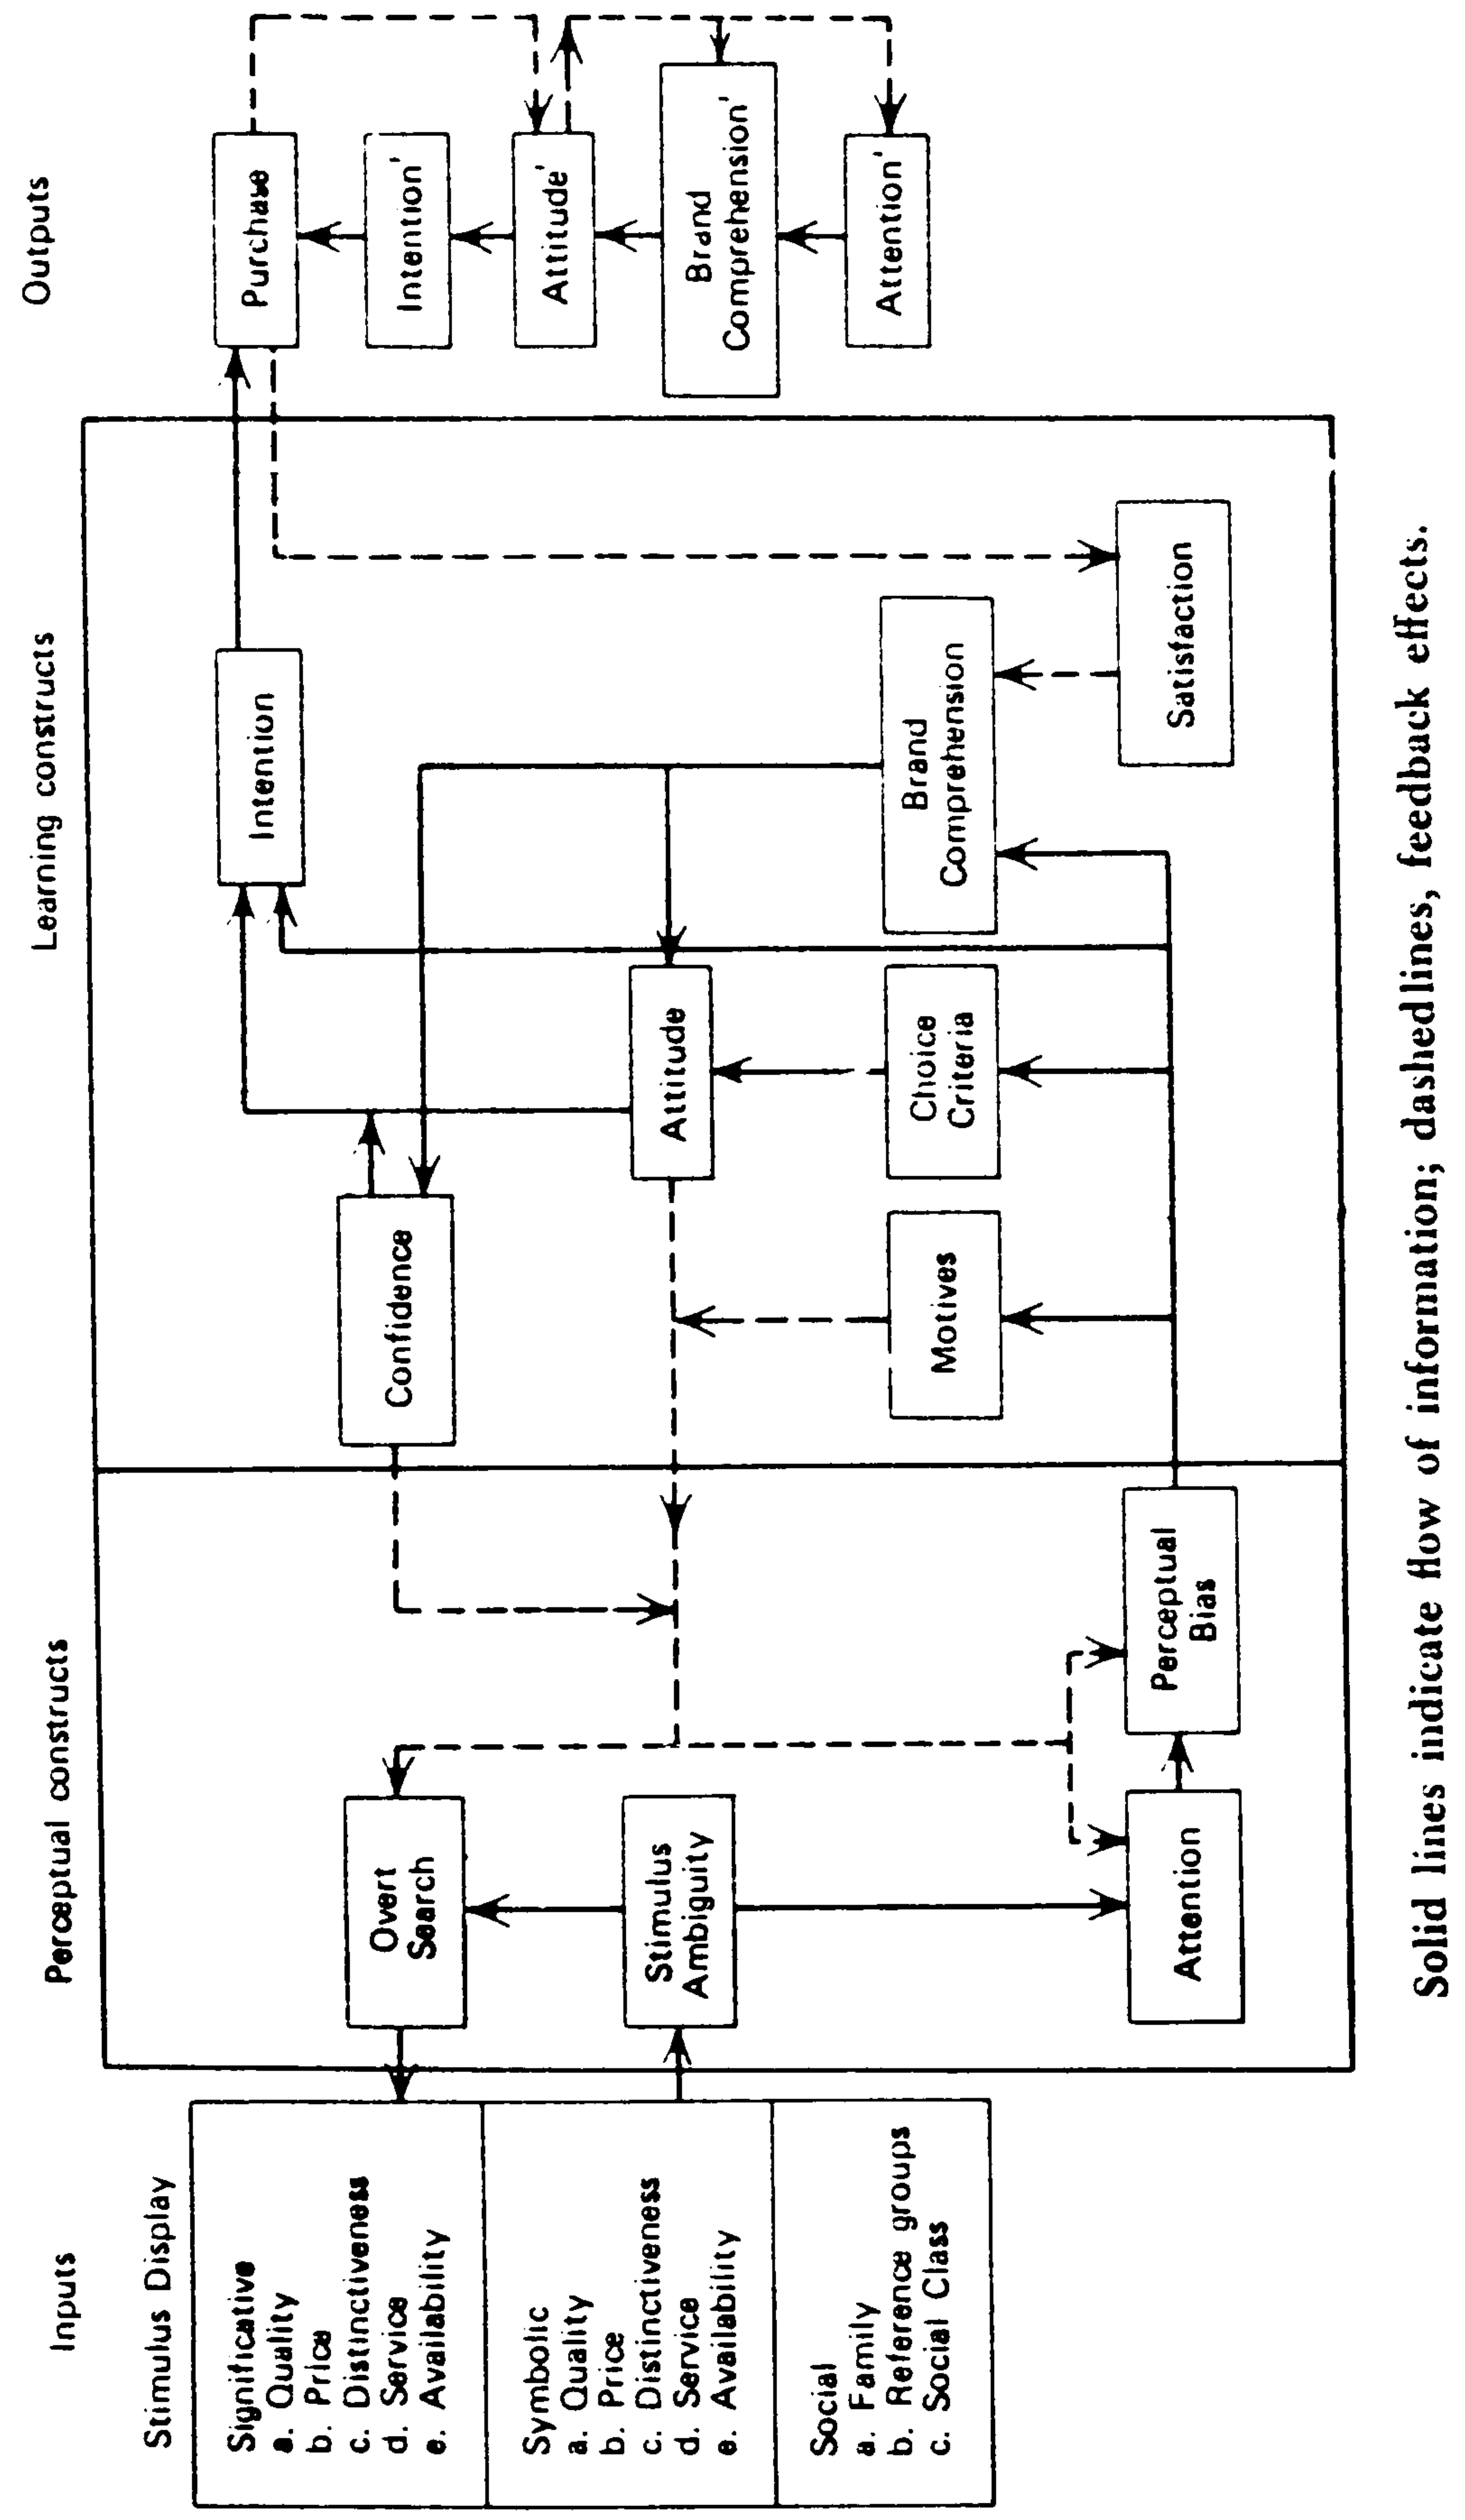 Inputs
Perceptual constructs
Learning constructs
Outputs
Stimulus Display
Significative
a. Quality
b. Price
c. Distinctiveness
d. Service
e. Availability
Symbolic
a. Quality
b. Price
c. Distinctiveness
d. Service
e. Availability
Social
a. Family
b. Reference groups
c. Social Class
Overt
Search
Stimulus
Ambiguity
Attention
Perceptual
Bias
Confidence
Attitude
Motives
Choice
Criteria
Intention
Brand
Comprehension
Satisfaction
Purchase
Intention'
Attitude'
Brand
Comprehension'
Attention'
Solid lines indicate flow of information; dashed lines, feedback effects.